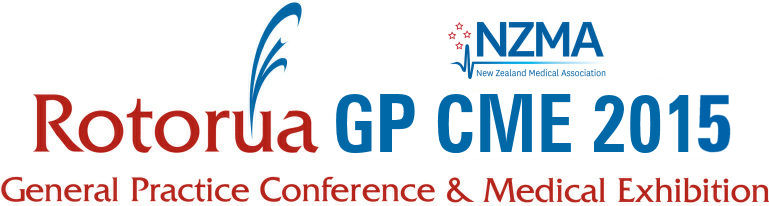 NZMA
New Zealand Medical Association
Rotorua GP CME 2015
General Practice Conference & Medical Exhibition